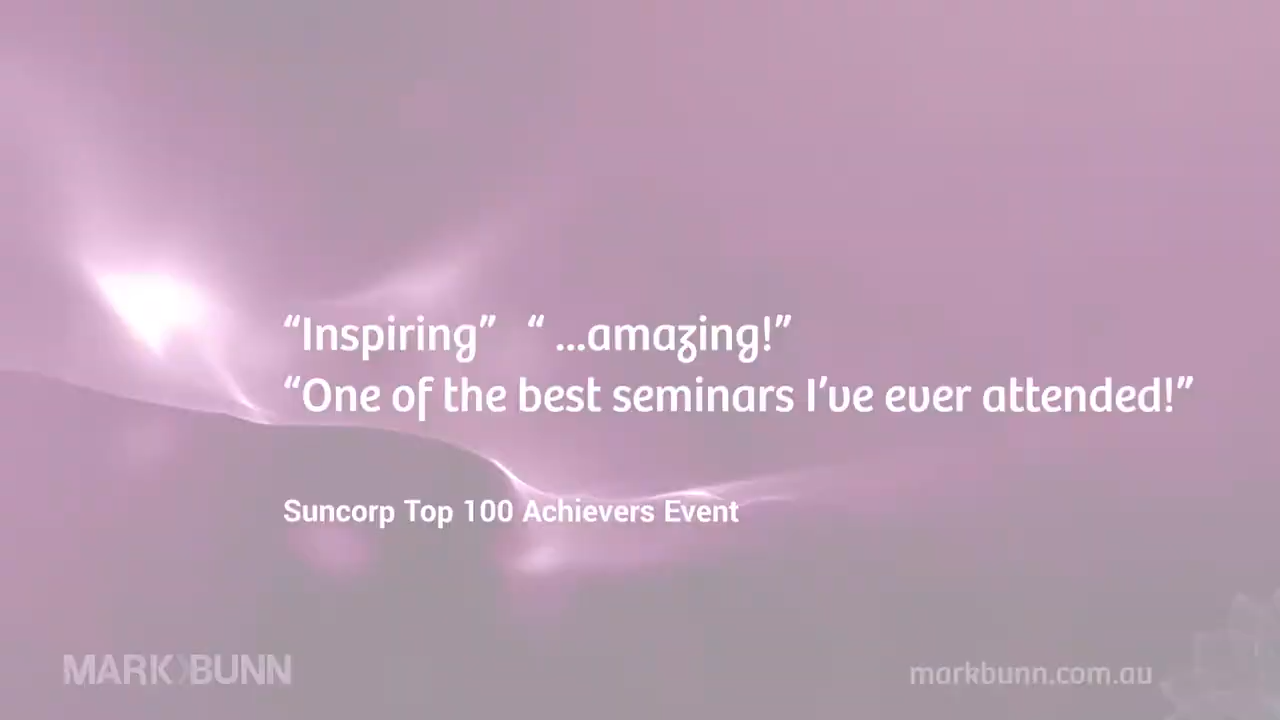 “Inspiring” “ ...amazing!”
“One of the best seminars I’ve ever attended!”
Suncorp Top 100 Achievers Event
MARK BUNN
markbunn.com.au